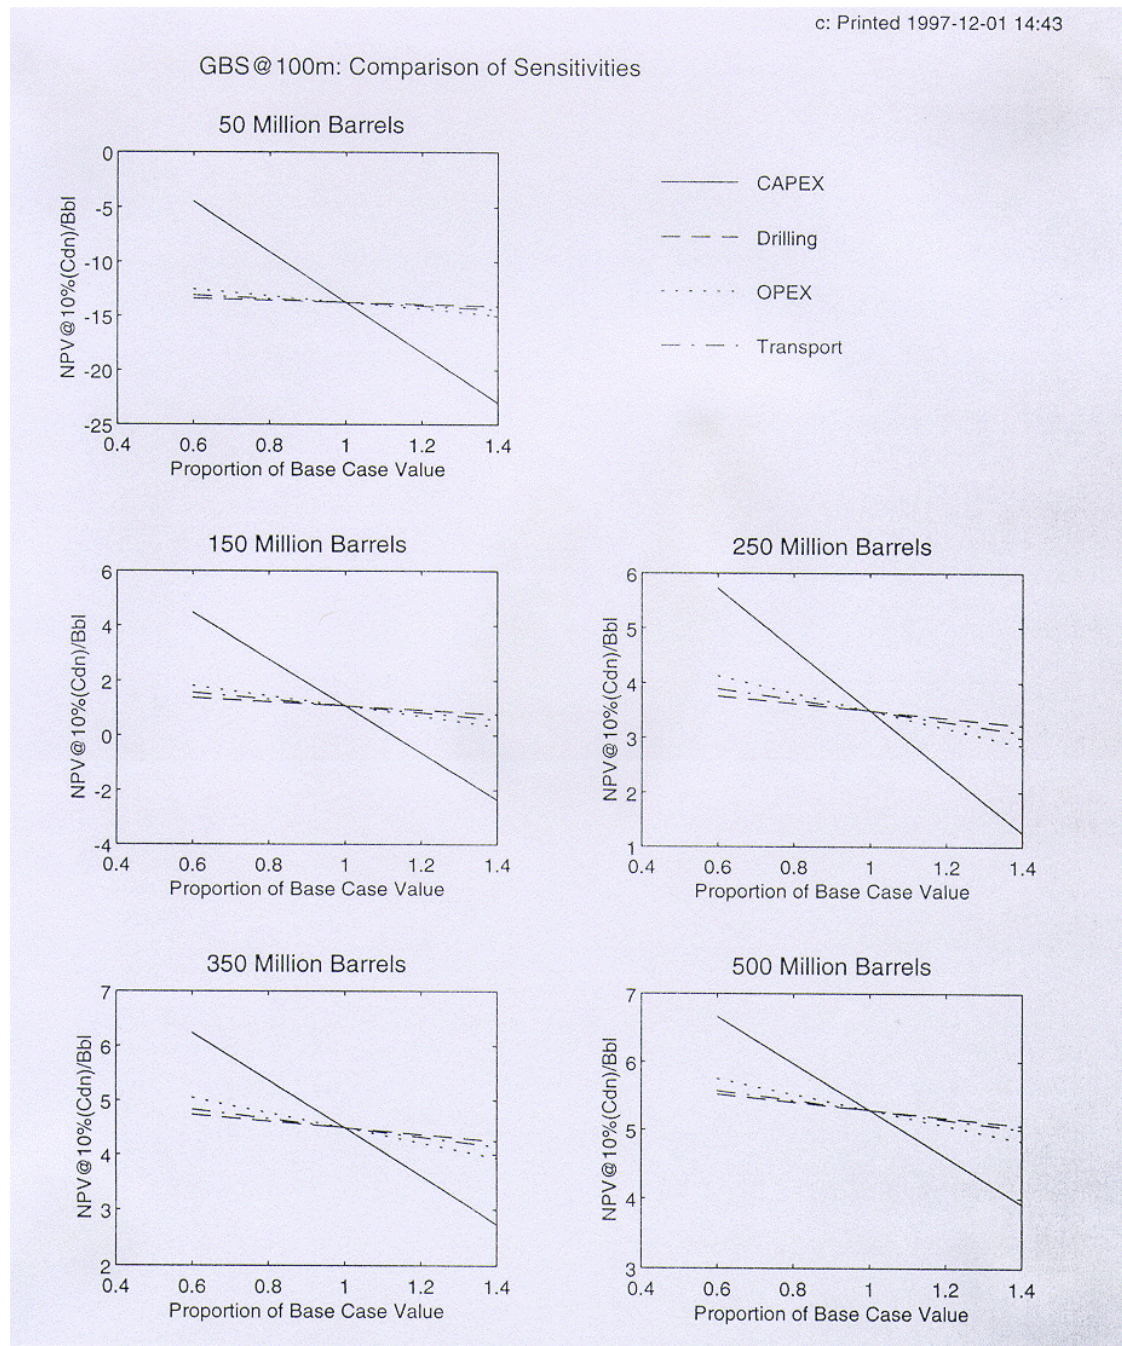 c: Printed 1997-12-01 14:43
GBS@100m: Comparison of Sensitivities
50 Million Barrels
0
-5
-10
-15
-20
-25
NPV@10%(Cdn)/Bbl
0.4 0.6 0.8 1 1.2 1.4
Proportion of Base Case Value
CAPEX
Drilling
OPEX
Transport
150 Million Barrels
6
4
2
0
-2
-4
NPV@10%(Cdn)/Bbl
0.4 0.6 0.8 1 1.2 1.4
Proportion of Base Case Value
250 Million Barrels
6
5
4
3
2
1
NPV@10%(Cdn)/Bbl
0.4 0.6 0.8 1 1.2 1.4
Proportion of Base Case Value
350 Million Barrels
7
6
5
4
3
2
NPV@10%(Cdn)/Bbl
0.4 0.6 0.8 1 1.2 1.4
Proportion of Base Case Value
500 Million Barrels
7
6
5
4
3
NPV@10%(Cdn)/Bbl
0.4 0.6 0.8 1 1.2 1.4
Proportion of Base Case Value